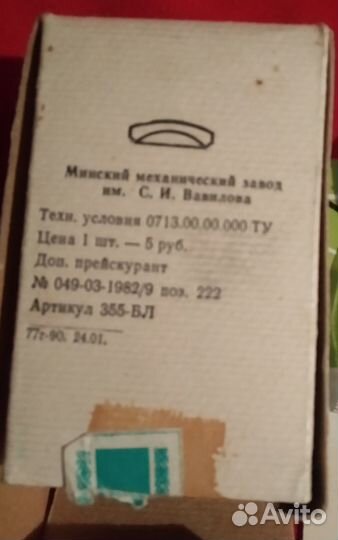 Минский механический завод
им. С. И. Вавилова
Техн. условия 0713.00.00.000 ТУ
Цена 1 шт. — 5 руб.
Доп. прейскурант
№ 049-03-1982/9 поз. 222
Артикул 355-БЛ
77г-90. 24.01.
Avito